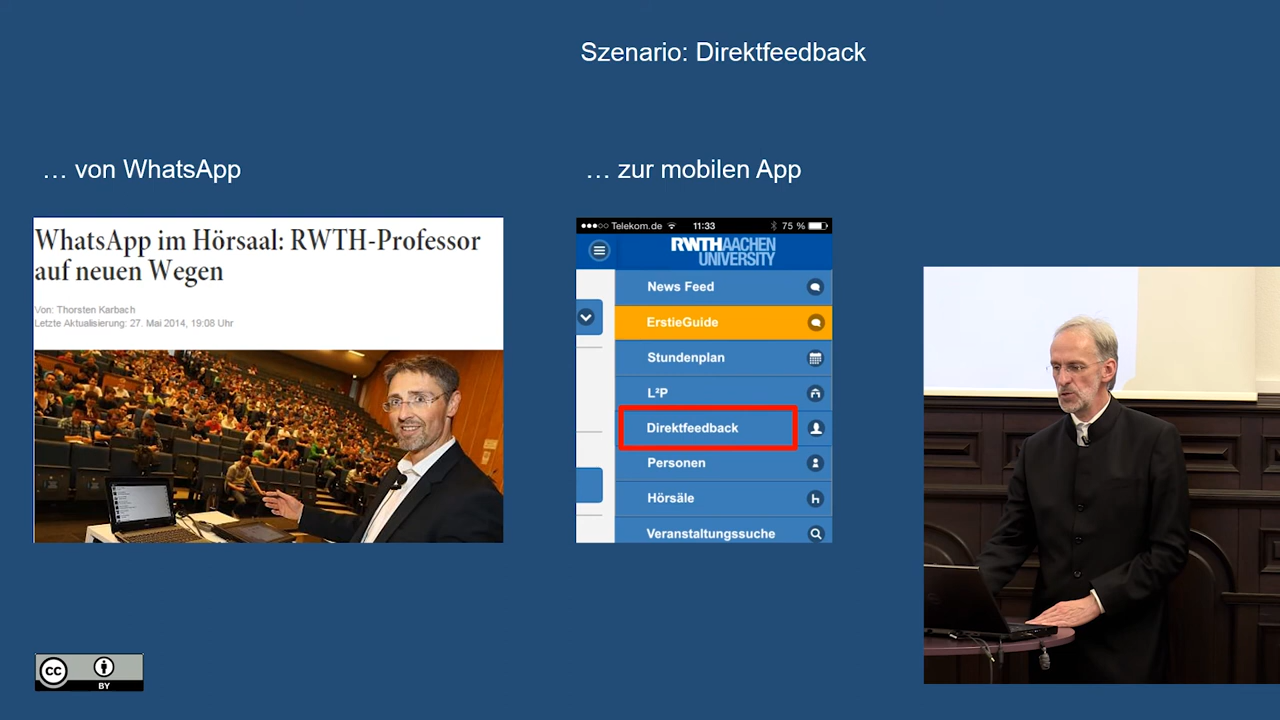 Szenario: Direktfeedback
… von WhatsApp
… zur mobilen App
WhatsApp im Hörsaal: RWTH-Professor
auf neuen Wegen
Von: Thorsten Karbach
Letzte Aktualisierung: 27. Mai 2014, 19:08 Uhr
Telekom.de 11:33 75 %
RWTHAACHEN
UNIVERSITY
News Feed
ErstieGuide
Stundenplan
L²P
Direktfeedback
Personen
Hörsäle
Veranstaltungssuche
cc
BY